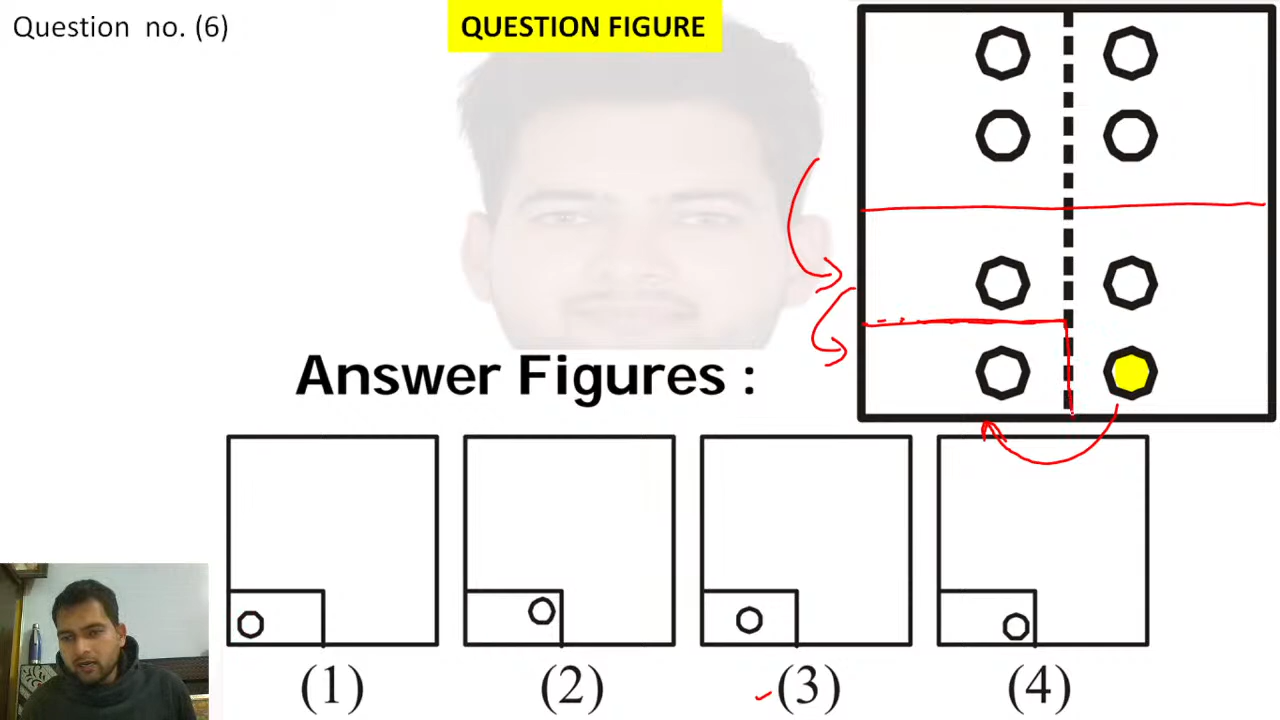 Question no. (6)
QUESTION FIGURE
Answer Figures :
(1)
(2)
(3)
(4)